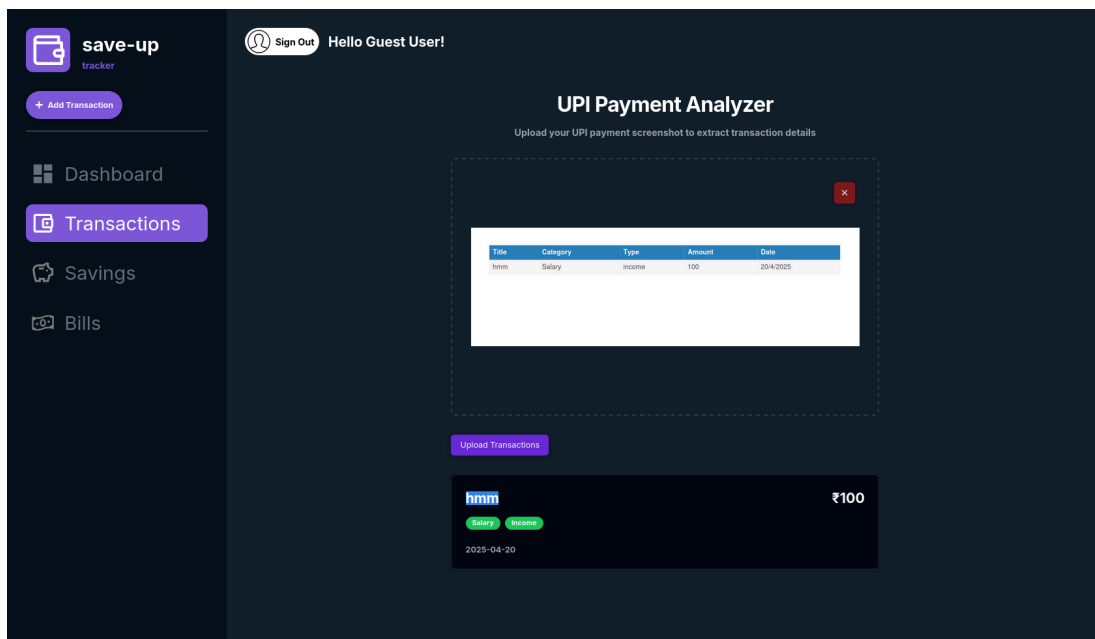 save-up
tracker
+ Add Transaction
Dashboard
Transactions
Savings
Bills
Sign Out Hello Guest User!
UPI Payment Analyzer
Upload your UPI payment screenshot to extract transaction details
×
Title Category Type Amount Date
hmm Salary income 100 20/4/2025
Upload Transactions
hmm ₹100
Salary Income
2025-04-20